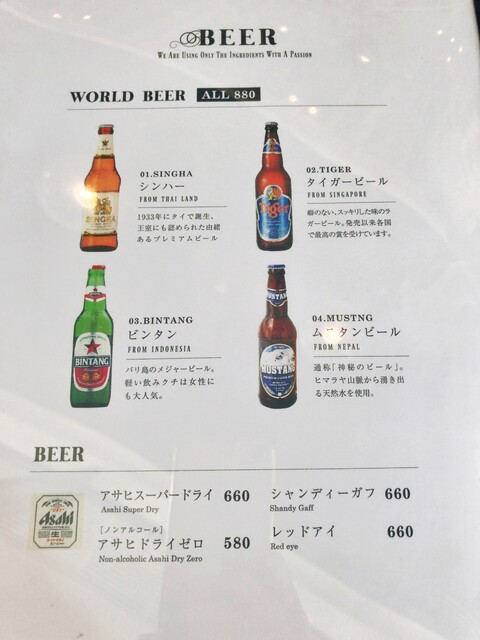 BEER
WE ARE USING ONLY THE INGREDIENTS WITH A PASSION
WORLD BEER ALL 880
01.SINGHA
シンハー
FROM THAI LAND
1933年にタイで誕生、
王室にも認められた由緒
あるプレミアムビール
SINGHA
02.TIGER
タイガービール
FROM SINGAPORE
癖のない、スッキリした味のラ
ガービール。発売以来各国
で最高の賞を受けています。
Tiger
03.BINTANG
ビンタン
FROM INDONESIA
バリ島のメジャービール。
軽い飲みクチは女性に
も大人気。
BINTANG
04.MUSTNG
ムスタンビール
FROM NEPAL
通称「神秘のビール」。
ヒマラヤ山脈から湧き出
る天然水を使用。
MUSTANG
MUSTANG
BEER
Asahi
生
アサヒスーパードライ 660
Asahi Super Dry
[ノンアルコール]
アサヒドライゼロ 580
Non-alcoholic Asahi Dry Zero
シャンディーガフ 660
Shandy Gaff
レッドアイ 660
Red eye